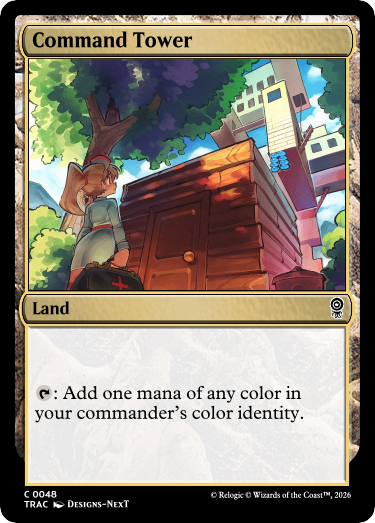 Command Tower
Land
: Add one mana of any color in
your commander's color identity.
C 0048
TRAC Designs-NexT
© Relogic © Wizards of the Coast™, 2026